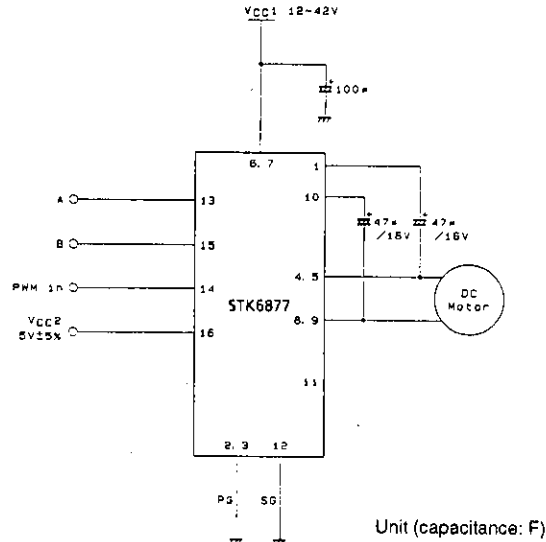 VCC1 12-42V
100µ
6.7
1
10
A
13
47µ
/16V
47µ
/16V
B
15
PWM in
14
4.5
STK6877
DC
Motor
VCC2
5V±5%
16
8.9
11
2.3
12
PG
SG
Unit (capacitance: F)